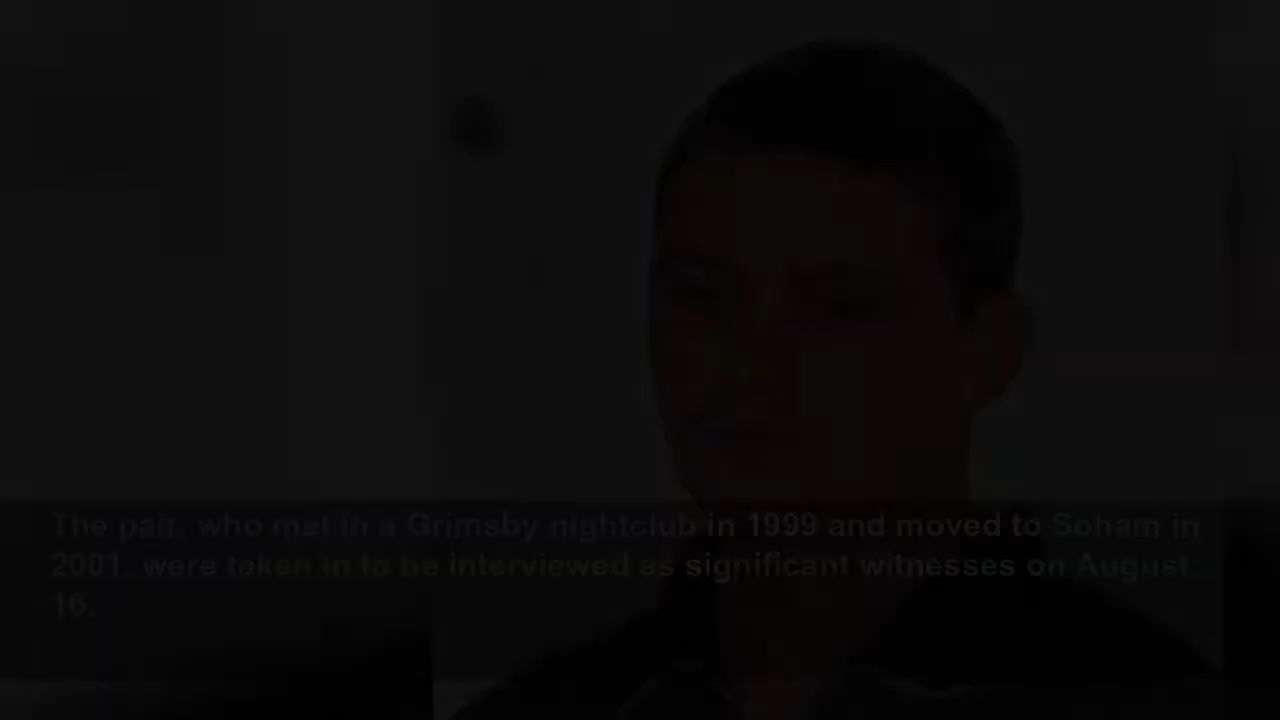 The pair, who met in a Grimsby nightclub in 1999 and moved to Soham in
2001, were taken in to be interviewed as significant witnesses on August
16.